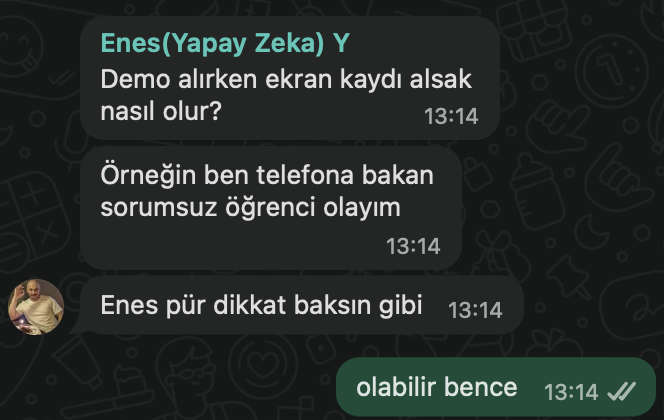 Enes(Yapay Zeka) Y
Demo alırken ekran kaydı alsak
nasıl olur?
13:14
Örneğin ben telefona bakan
sorumsuz öğrenci olayım
13:14
Enes pür dikkat baksın gibi 13:14
olabilir bence 13:14